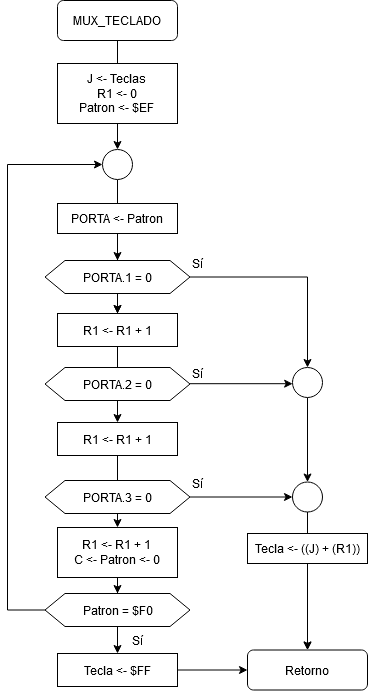 MUX_TECLADO
J <- Teclas
R1 <- 0
Patron <- $EF
PORTA <- Patron
PORTA.1 = 0
Sí
R1 <- R1 + 1
PORTA.2 = 0
Sí
R1 <- R1 + 1
PORTA.3 = 0
Sí
R1 <- R1 + 1
C <- Patron <- 0
Tecla <- ((J) + (R1))
Patron = $F0
Sí
Tecla <- $FF
Retorno